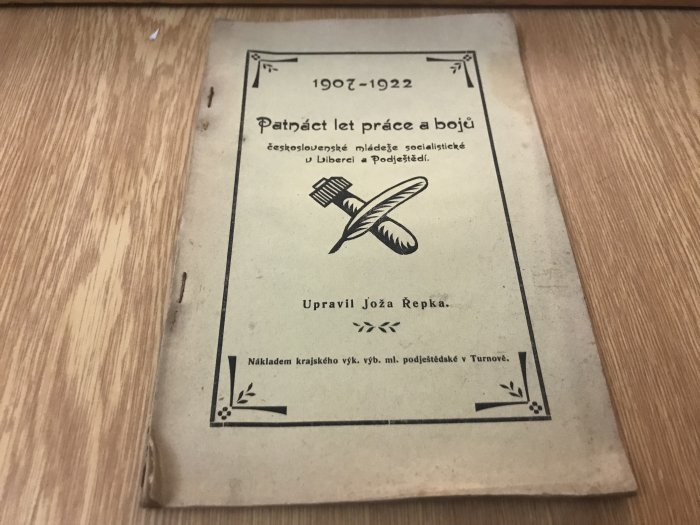 1907-1922
Patnáct let práce a bojů
československé mládeže socialistické
v Liberci a Podještědí.
Upravil Joža Řepka.
Nákladem krajského výk. výb. ml. podještědské v Turnově.